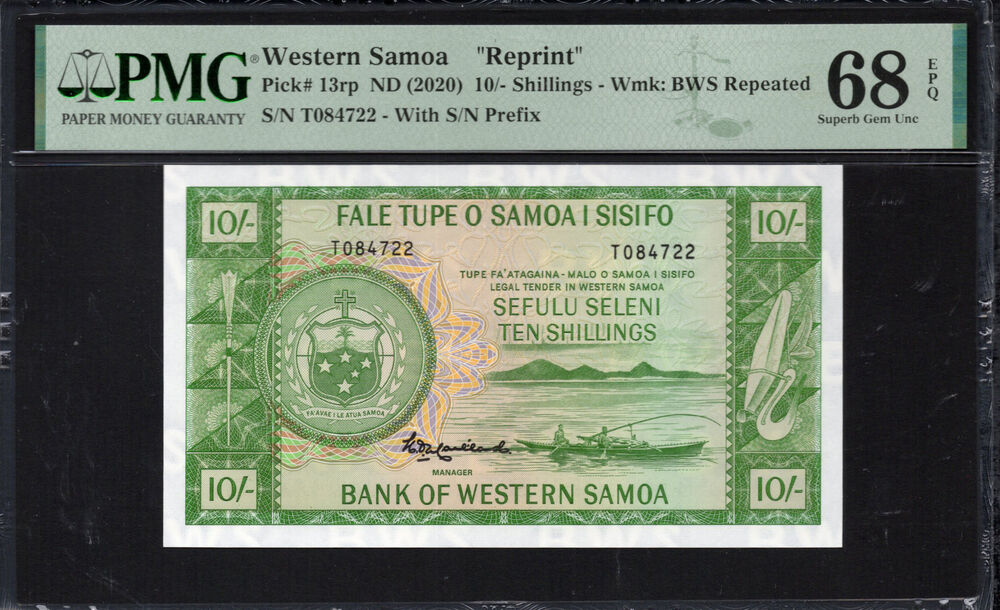 PMG®
PAPER MONEY GUARANTY
Western Samoa "Reprint"
Pick# 13rp ND (2020) 10/- Shillings - Wmk: BWS Repeated
S/N T084722 - With S/N Prefix
68 EPQ
Superb Gem Unc
BWS
10/-
FALE TUPE O SAMOA I SISIFO
10/-
T084722
T084722
TUPE FA'ATAGAINA - MALO O SAMOA I SISIFO
LEGAL TENDER IN WESTERN SAMOA
SEFULU SELENI
TEN SHILLINGS
FA'AVAE I LE ATUA SAMOA
MANAGER
10/-
BANK OF WESTERN SAMOA
10/-